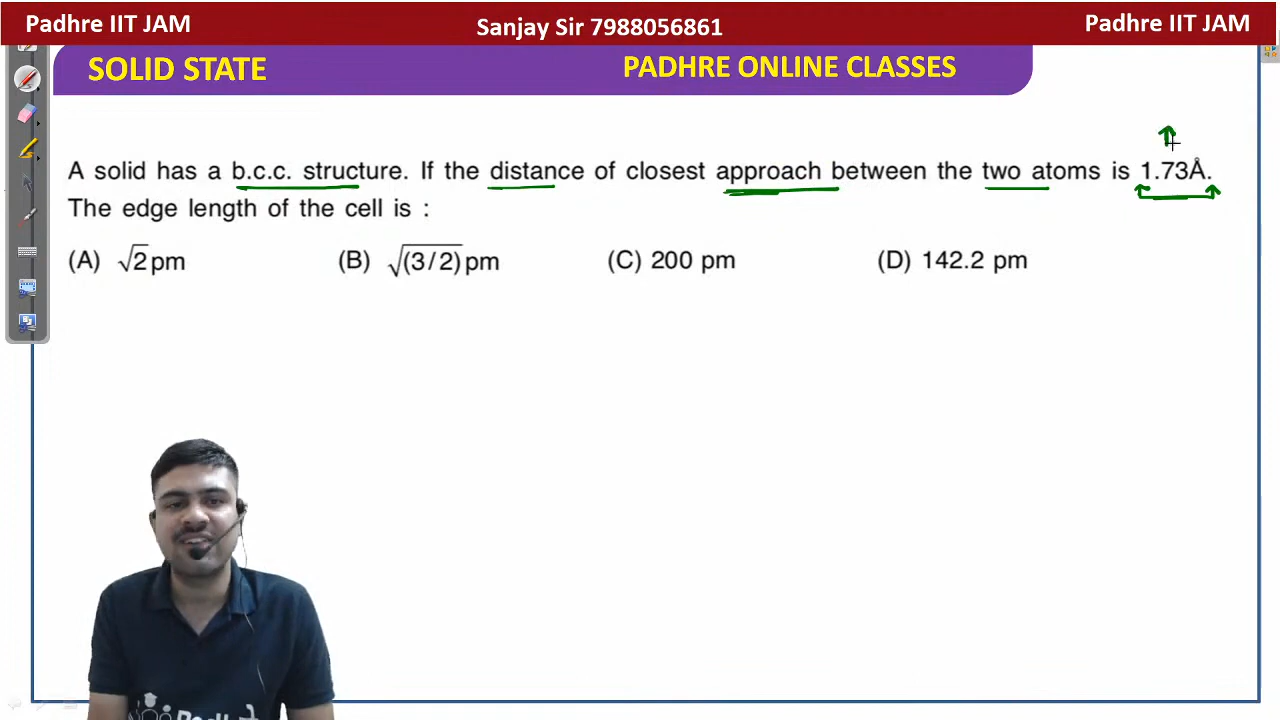 Padhre IIT JAM
Sanjay Sir 7988056861
Padhre IIT JAM
SOLID STATE
PADHRE ONLINE CLASSES
A solid has a b.c.c. structure. If the distance of closest approach between the two atoms is 1.73Å.
The edge length of the cell is :
(A) √2 pm (B) √(3/2) pm (C) 200 pm (D) 142.2 pm